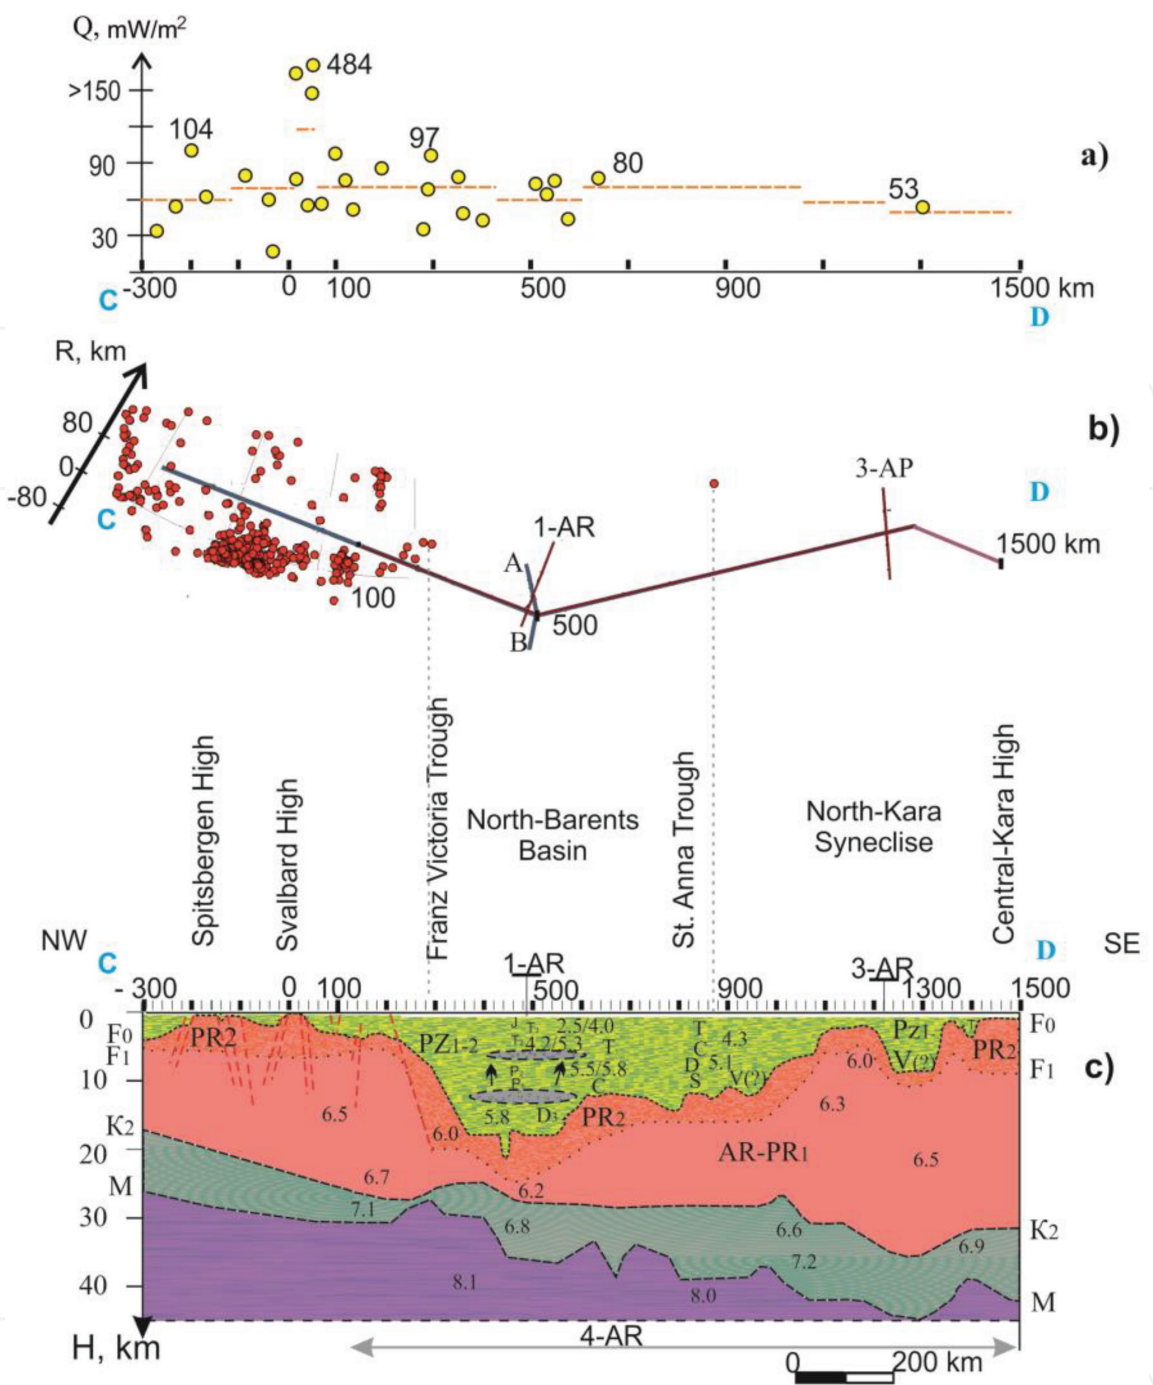 Q, mW/m²
484
>150
104
97
a)
90
80
53
30
C -300 0 100 500 900 1500 km
D
R, km
80
b)
0
3-AP
D
-80
C
1-AR
1500 km
A
100
500
B
Spitsbergen High
Svalbard High
Franz Victoria Trough
North-Barents
Basin
St. Anna Trough
North-Kara
Syneclise
Central-Kara High
NW
C
D
SE
1-AR
3-AR
-300 0 100 500 900 1300 1500
0
F0
J T3 2.5/4.0
T
PZ1
T
F0
F0
PR2
PZ1-2
4.2/5.3 T
C
4.3
PR2
F1
5.5/5.8
D 5.1
6.0
V(?)
F1
c)
10
P1
C
S
V(?)
6.5
5.8
D3
PR2
6.3
K2
6.0
20
AR-PR1
6.5
M
6.7
6.2
7.1
30
6.8
6.6
K2
7.2
6.9
40
8.1
8.0
M
H, km
4-AR
0
200 km